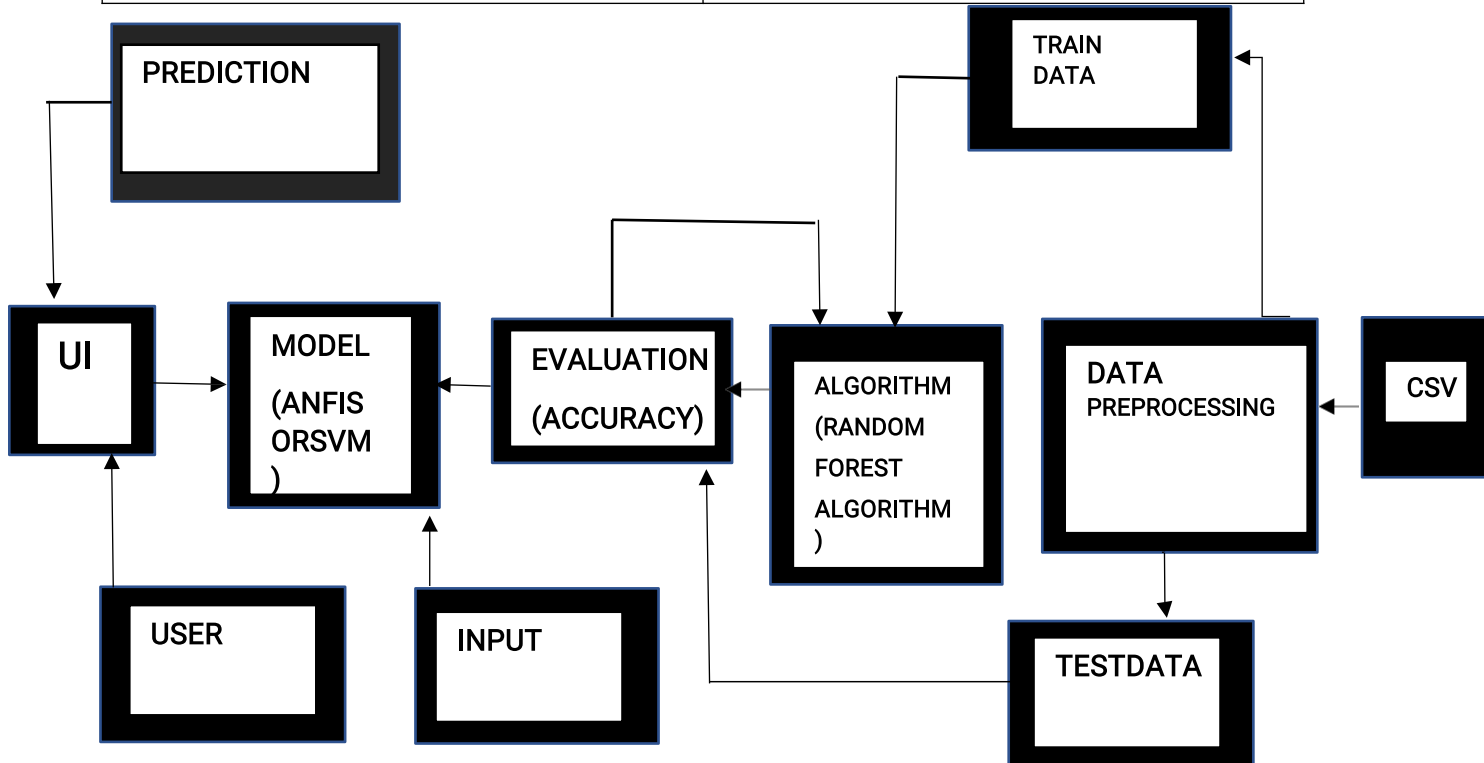 PREDICTION
TRAIN
DATA
UI
MODEL
(ANFIS
ORSVM
)
EVALUATION
(ACCURACY)
ALGORITHM
(RANDOM
FOREST
ALGORITHM
)
DATA
PREPROCESSING
CSV
USER
INPUT
TESTDATA